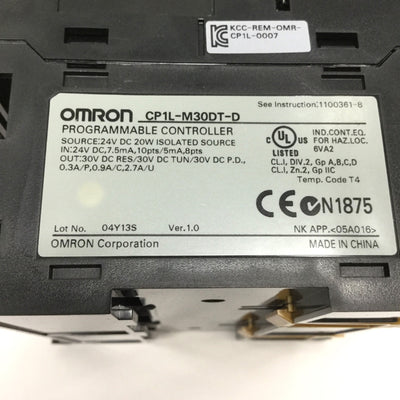 KCC-REM-OMR-
CP1L-0007
OMRON CP1L-M30DT-D
See Instruction:1100361-8
PROGRAMMABLE CONTROLLER
SOURCE:24V DC 20W ISOLATED SOURCE
IN:24V DC,7.5mA,10pts/5mA,8pts
OUT:30V DC RES/30V DC TUN/30V DC P.D.,
0.3A/P,0.9A/C,2.7A/U
C UL US
LISTED
IND.CONT.EQ.
FOR HAZ.LOC.
6VA2
CL.I, DIV.2, Gp A,B,C,D
CL.I, Zn.2, Gp IIC
Temp. Code T4
CE N1875
Lot No. 04Y13S Ver.1.0
NK APP.<05A016>
OMRON Corporation
MADE IN CHINA